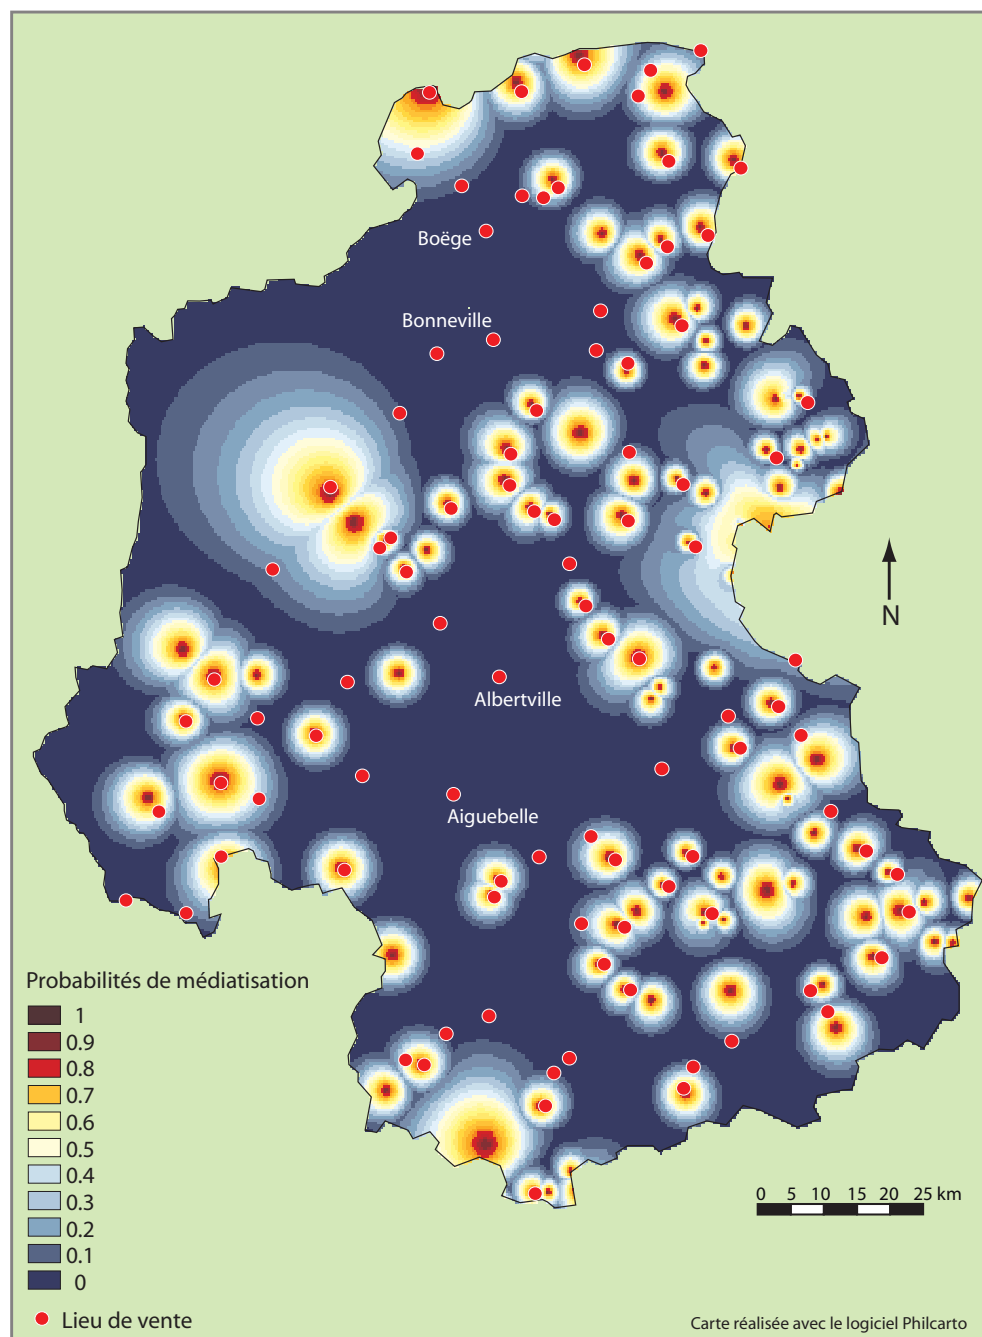 Boëge
Bonneville
N
Albertville
Aiguebelle
Probabilités de médiatisation
1
0.9
0.8
0.7
0.6
0.5
0.4
0.3
0.2
0.1
0
0 5 10 15 20 25 km
Lieu de vente
Carte réalisée avec le logiciel Philcarto